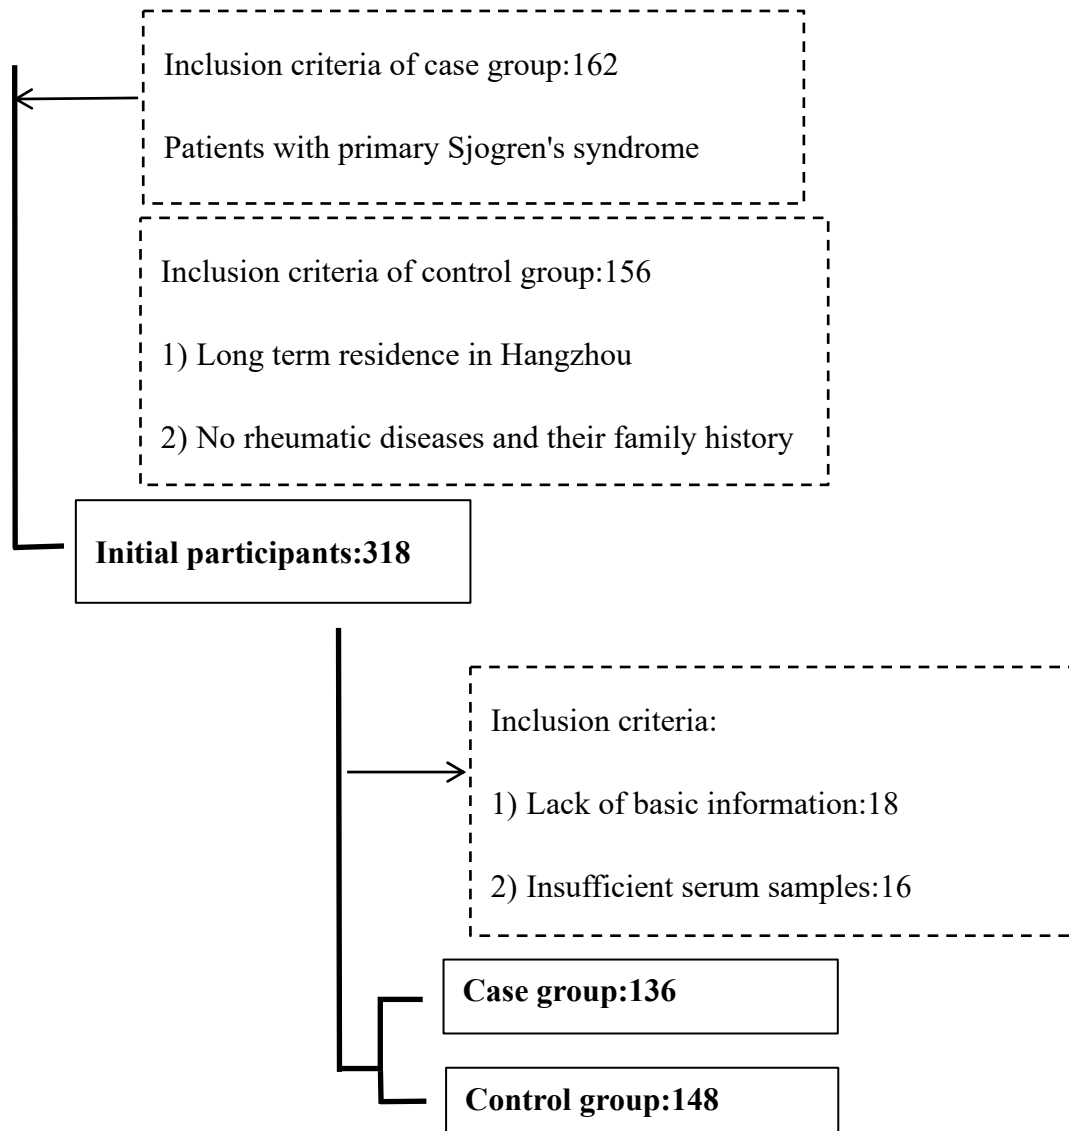 Inclusion criteria of case group:162
Patients with primary Sjogren's syndrome
Inclusion criteria of control group:156
1) Long term residence in Hangzhou
2) No rheumatic diseases and their family history
Initial participants:318
Inclusion criteria:
1) Lack of basic information:18
2) Insufficient serum samples:16
Case group:136
Control group:148